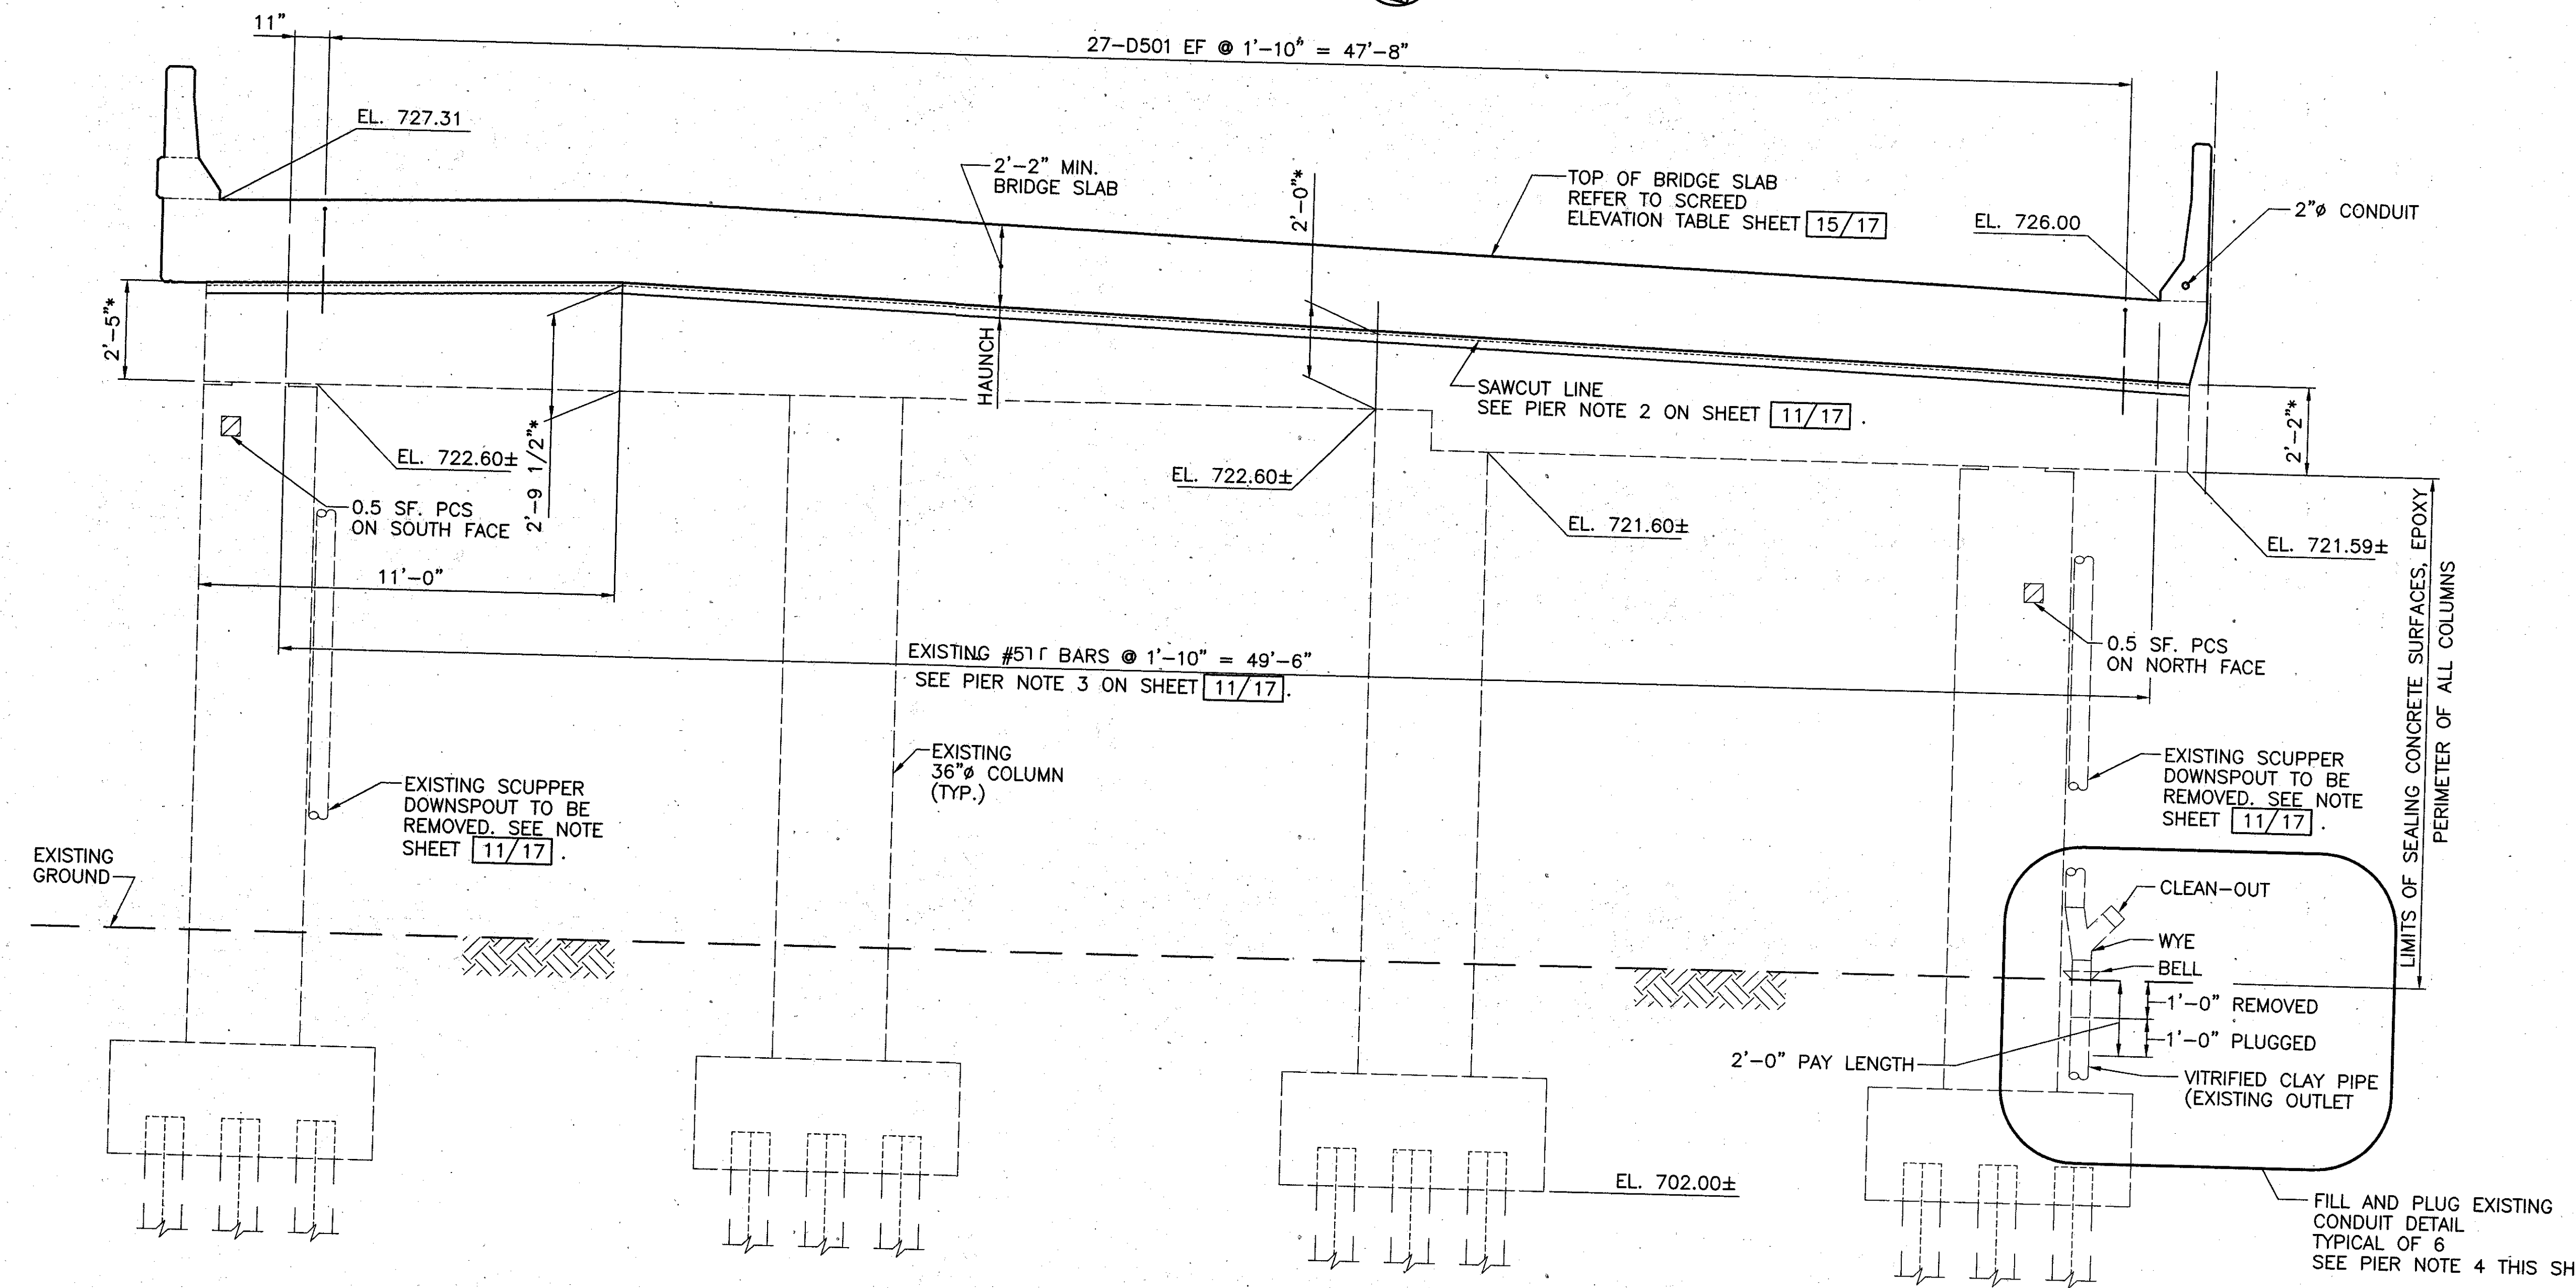 11"
27-D501 EF @ 1'-10" = 47'-8"
EL. 727.31
2'-2" MIN.
BRIDGE SLAB
2'-0"*
TOP OF BRIDGE SLAB
REFER TO SCREED
ELEVATION TABLE SHEET 15/17
EL. 726.00
2"ø CONDUIT
2'-5"*
HAUNCH
SAWCUT LINE
SEE PIER NOTE 2 ON SHEET 11/17 .
2'-2"*
EL. 722.60±
2'-9 1/2"*
EL. 722.60±
EL. 721.60±
EL. 721.59±
0.5 SF. PCS
ON SOUTH FACE
11'-0"
0.5 SF. PCS
ON NORTH FACE
EXISTING #5 BARS @ 1'-10" = 49'-6"
SEE PIER NOTE 3 ON SHEET 11/17 .
LIMITS OF SEALING CONCRETE SURFACES, EPOXY
PERIMETER OF ALL COLUMNS
EXISTING
36"ø COLUMN
(TYP.)
EXISTING SCUPPER
DOWNSPOUT TO BE
REMOVED. SEE NOTE
SHEET 11/17 .
EXISTING SCUPPER
DOWNSPOUT TO BE
REMOVED. SEE NOTE
SHEET 11/17 .
EXISTING
GROUND
CLEAN-OUT
WYE
BELL
1'-0" REMOVED
1'-0" PLUGGED
2'-0" PAY LENGTH
VITRIFIED CLAY PIPE
(EXISTING OUTLET
EL. 702.00±
FILL AND PLUG EXISTING
CONDUIT DETAIL
TYPICAL OF 6
SEE PIER NOTE 4 THIS SH